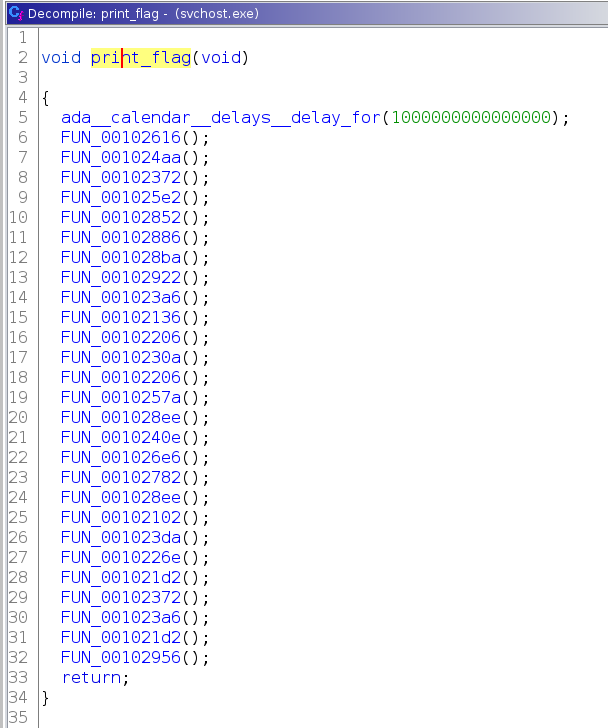 Decompile: print_flag - (svchost.exe)
1
2 void print_flag(void)
3
4 {
5   ada__calendar__delays__delay_for(1000000000000000);
6   FUN_00102616();
7   FUN_001024aa();
8   FUN_00102372();
9   FUN_001025e2();
10   FUN_00102852();
11   FUN_00102886();
12   FUN_001028ba();
13   FUN_00102922();
14   FUN_001023a6();
15   FUN_00102136();
16   FUN_00102206();
17   FUN_0010230a();
18   FUN_00102206();
19   FUN_0010257a();
20   FUN_001028ee();
21   FUN_0010240e();
22   FUN_001026e6();
23   FUN_00102782();
24   FUN_001028ee();
25   FUN_00102102();
26   FUN_001023da();
27   FUN_0010226e();
28   FUN_001021d2();
29   FUN_00102372();
30   FUN_001023a6();
31   FUN_001021d2();
32   FUN_00102956();
33   return;
34 }
35